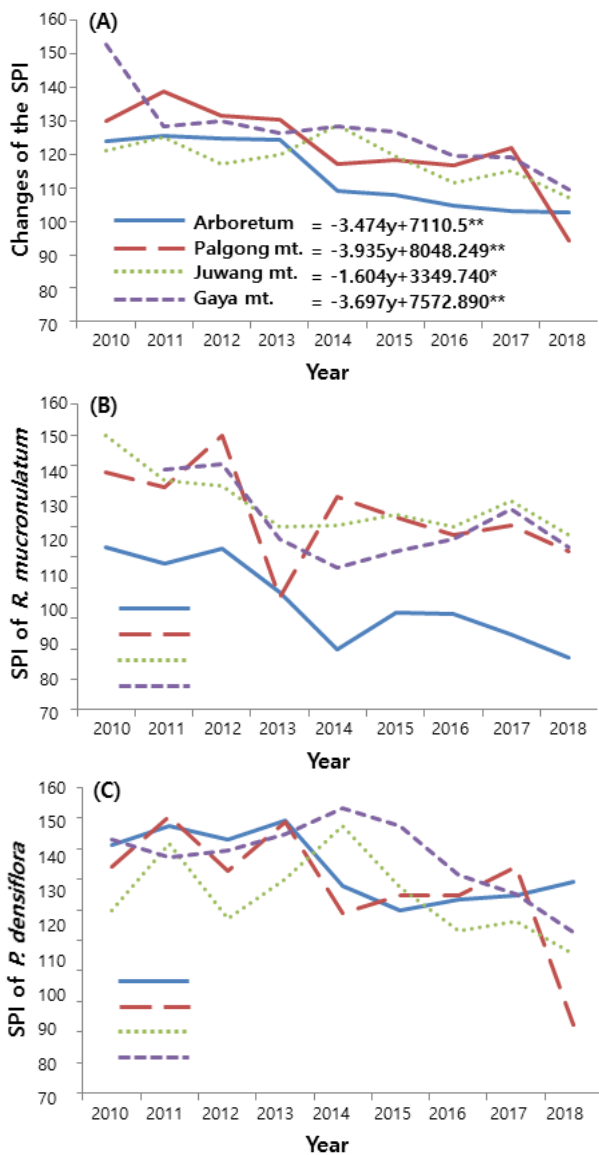 (A)
Changes of the SPI
160
150
140
130
120
110
100
90
80
70
Arboretum = -3.474y+7110.5**
Palgong mt. = -3.935y+8048.249**
Juwang mt. = -1.604y+3349.740*
Gaya mt. = -3.697y+7572.890**
2010 2011 2012 2013 2014 2015 2016 2017 2018
Year
(B)
SPI of R. mucronulatum
160
150
140
130
120
110
100
90
80
70
2010 2011 2012 2013 2014 2015 2016 2017 2018
Year
(C)
SPI of P. densiflora
160
150
140
130
120
110
100
90
80
70
2010 2011 2012 2013 2014 2015 2016 2017 2018
Year